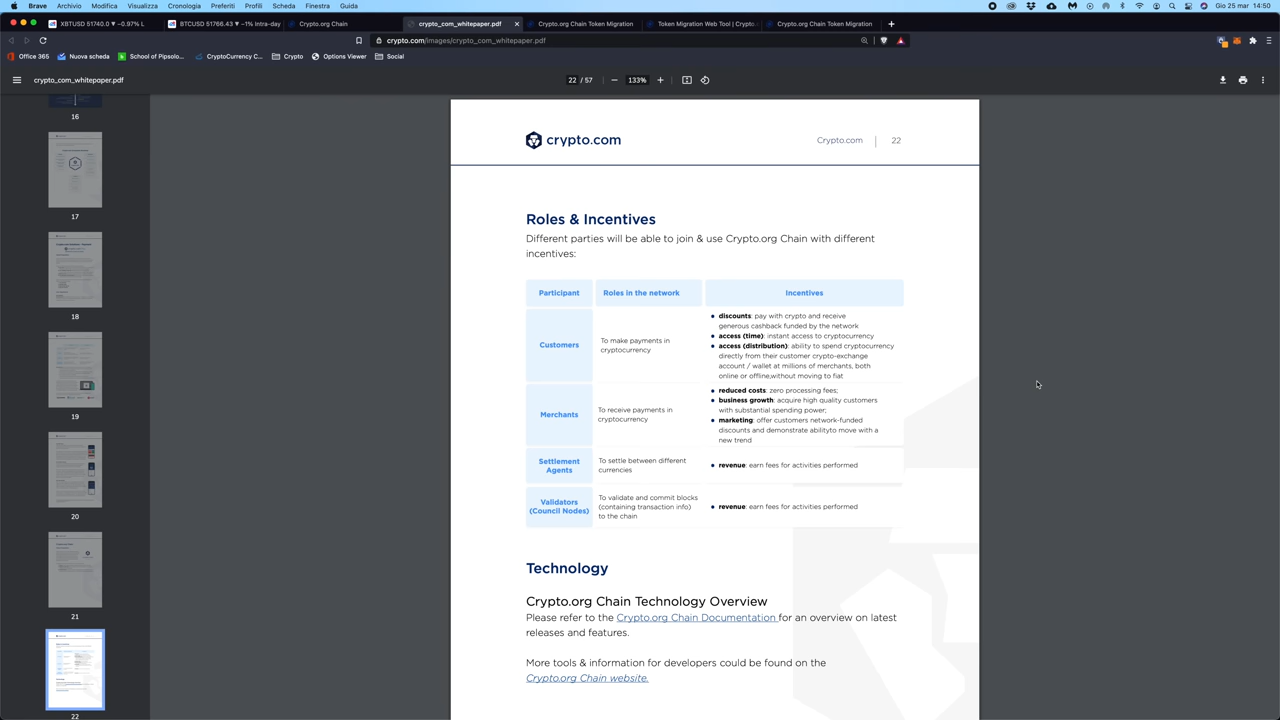 Brave Archivio Modifica Visualizza Cronologia Preferiti Profili Scheda Finestra Guida Gio 25 mar 14:50
XBTUSD 51740.0 ▼ −0.97% L BTCUSD 51766.43 ▼ −1% Intra-day Crypto.org Chain crypto_com_whitepaper.pdf Crypto.org Chain Token Migration Token Migration Web Tool | Crypto. Crypto.org Chain Token Migration
crypto.com/images/crypto_com_whitepaper.pdf
Office 365 Nuova scheda School of Pipsolo... CryptoCurrency C... Crypto Options Viewer Social
crypto_com_whitepaper.pdf 22 / 57 133%
16
17
18
19
20
21
22
crypto.com Crypto.com 22
Roles & Incentives
Different parties will be able to join & use Crypto.org Chain with different
incentives:
Participant Roles in the network Incentives
Customers
To make payments in
cryptocurrency
• discounts: pay with crypto and receive
generous cashback funded by the network
• access (time): instant access to cryptocurrency
• access (distribution): ability to spend cryptocurrency
directly from their customer crypto-exchange
account / wallet at millions of merchants, both
online or offline,without moving to fiat
Merchants
To receive payments in
cryptocurrency
• reduced costs: zero processing fees;
• business growth: acquire high quality customers
with substantial spending power;
• marketing: offer customers network-funded
discounts and demonstrate abilityto move with a
new trend
Settlement
Agents
To settle between different
currencies
• revenue: earn fees for activities performed
Validators
(Council Nodes)
To validate and commit blocks
(containing transaction info)
to the chain
• revenue: earn fees for activities performed
Technology
Crypto.org Chain Technology Overview
Please refer to the Crypto.org Chain Documentation for an overview on latest
releases and features.
More tools & information for developers could be found on the
Crypto.org Chain website.